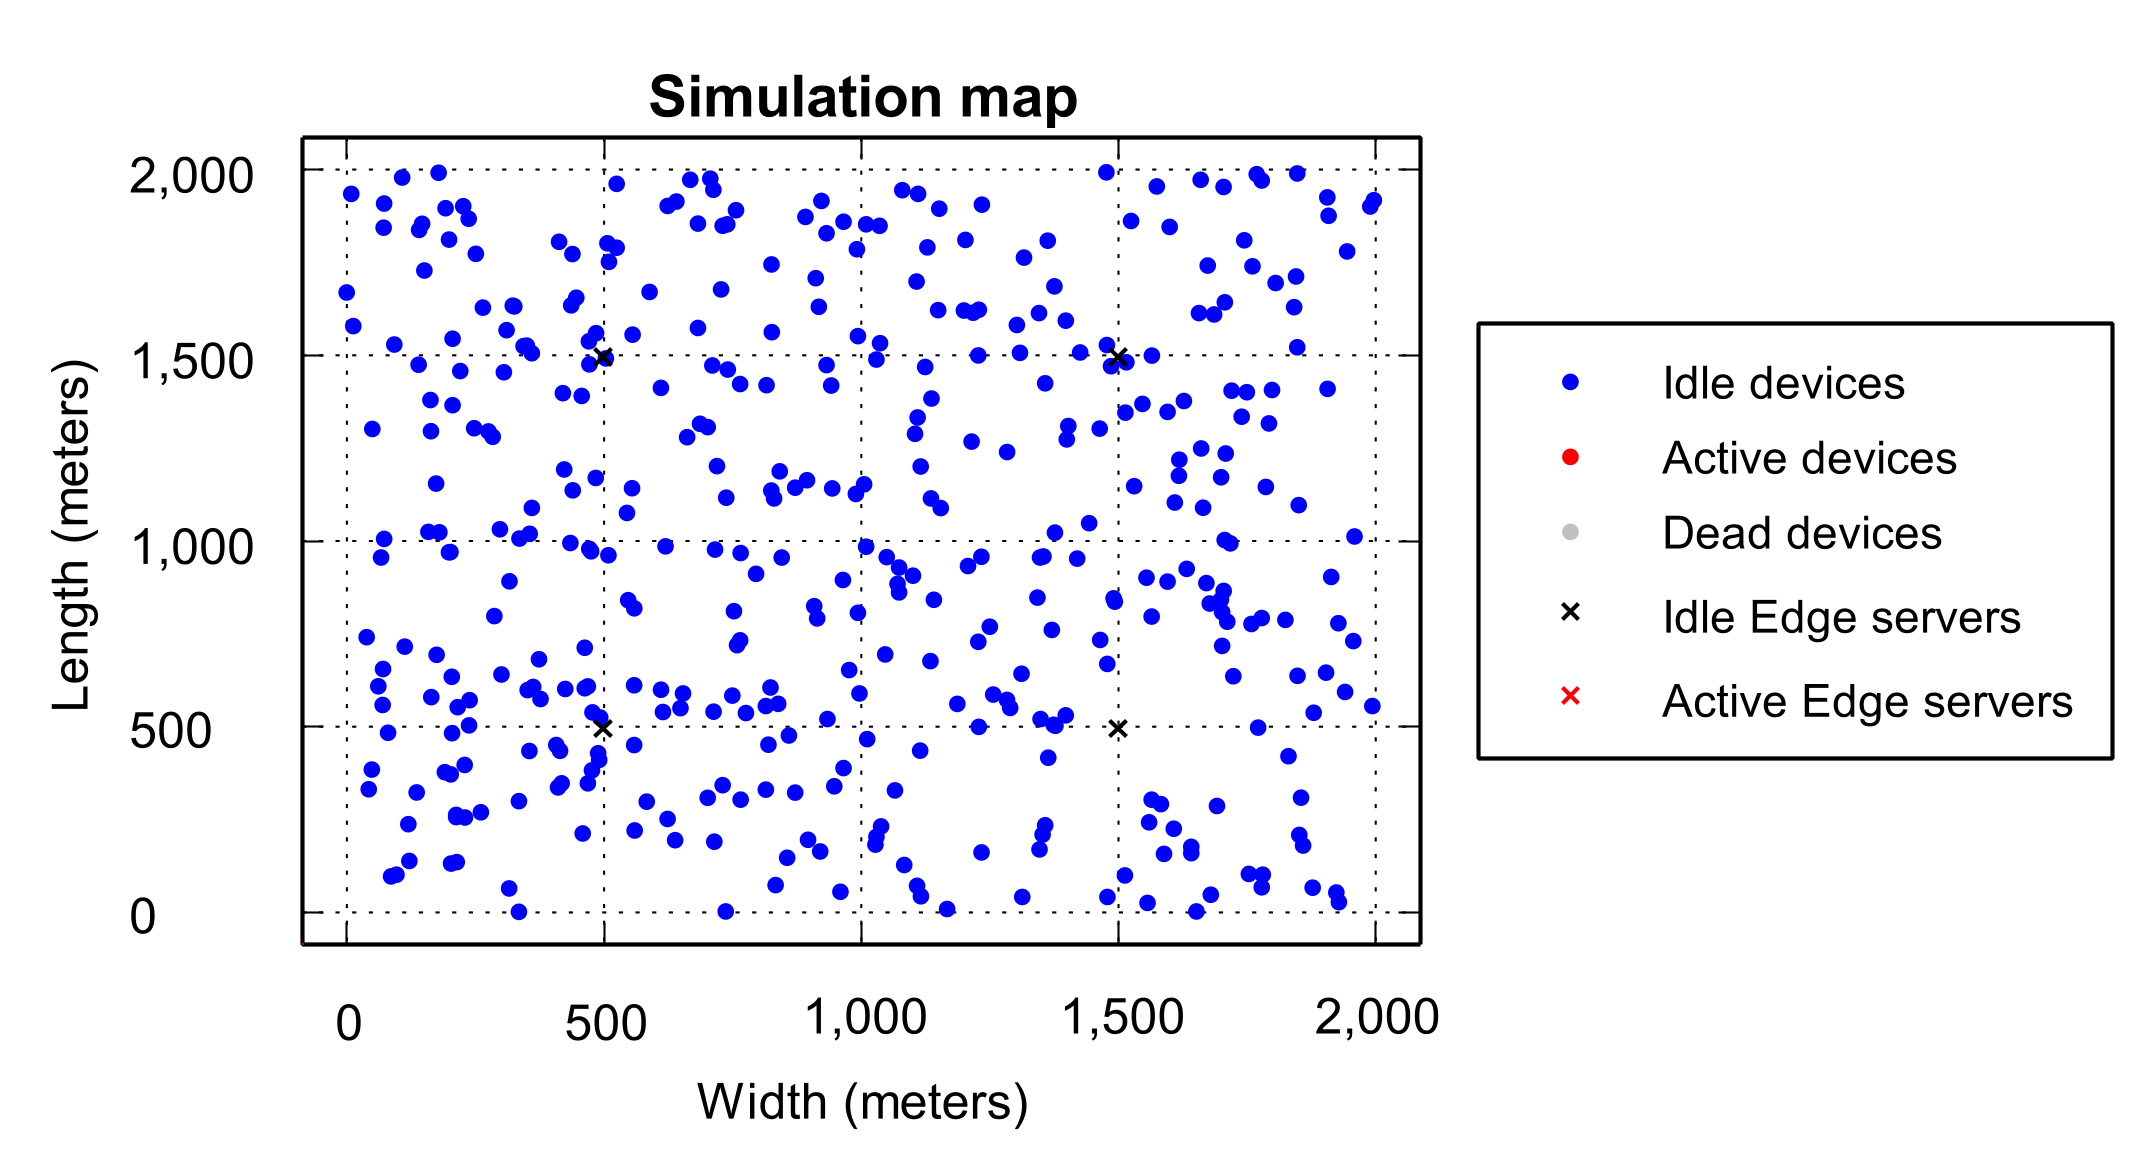 Simulation map
2,000
1,500
1,000
500
0
Length (meters)
0
500
1,000
1,500
2,000
Width (meters)
Idle devices
Active devices
Dead devices
Idle Edge servers
Active Edge servers